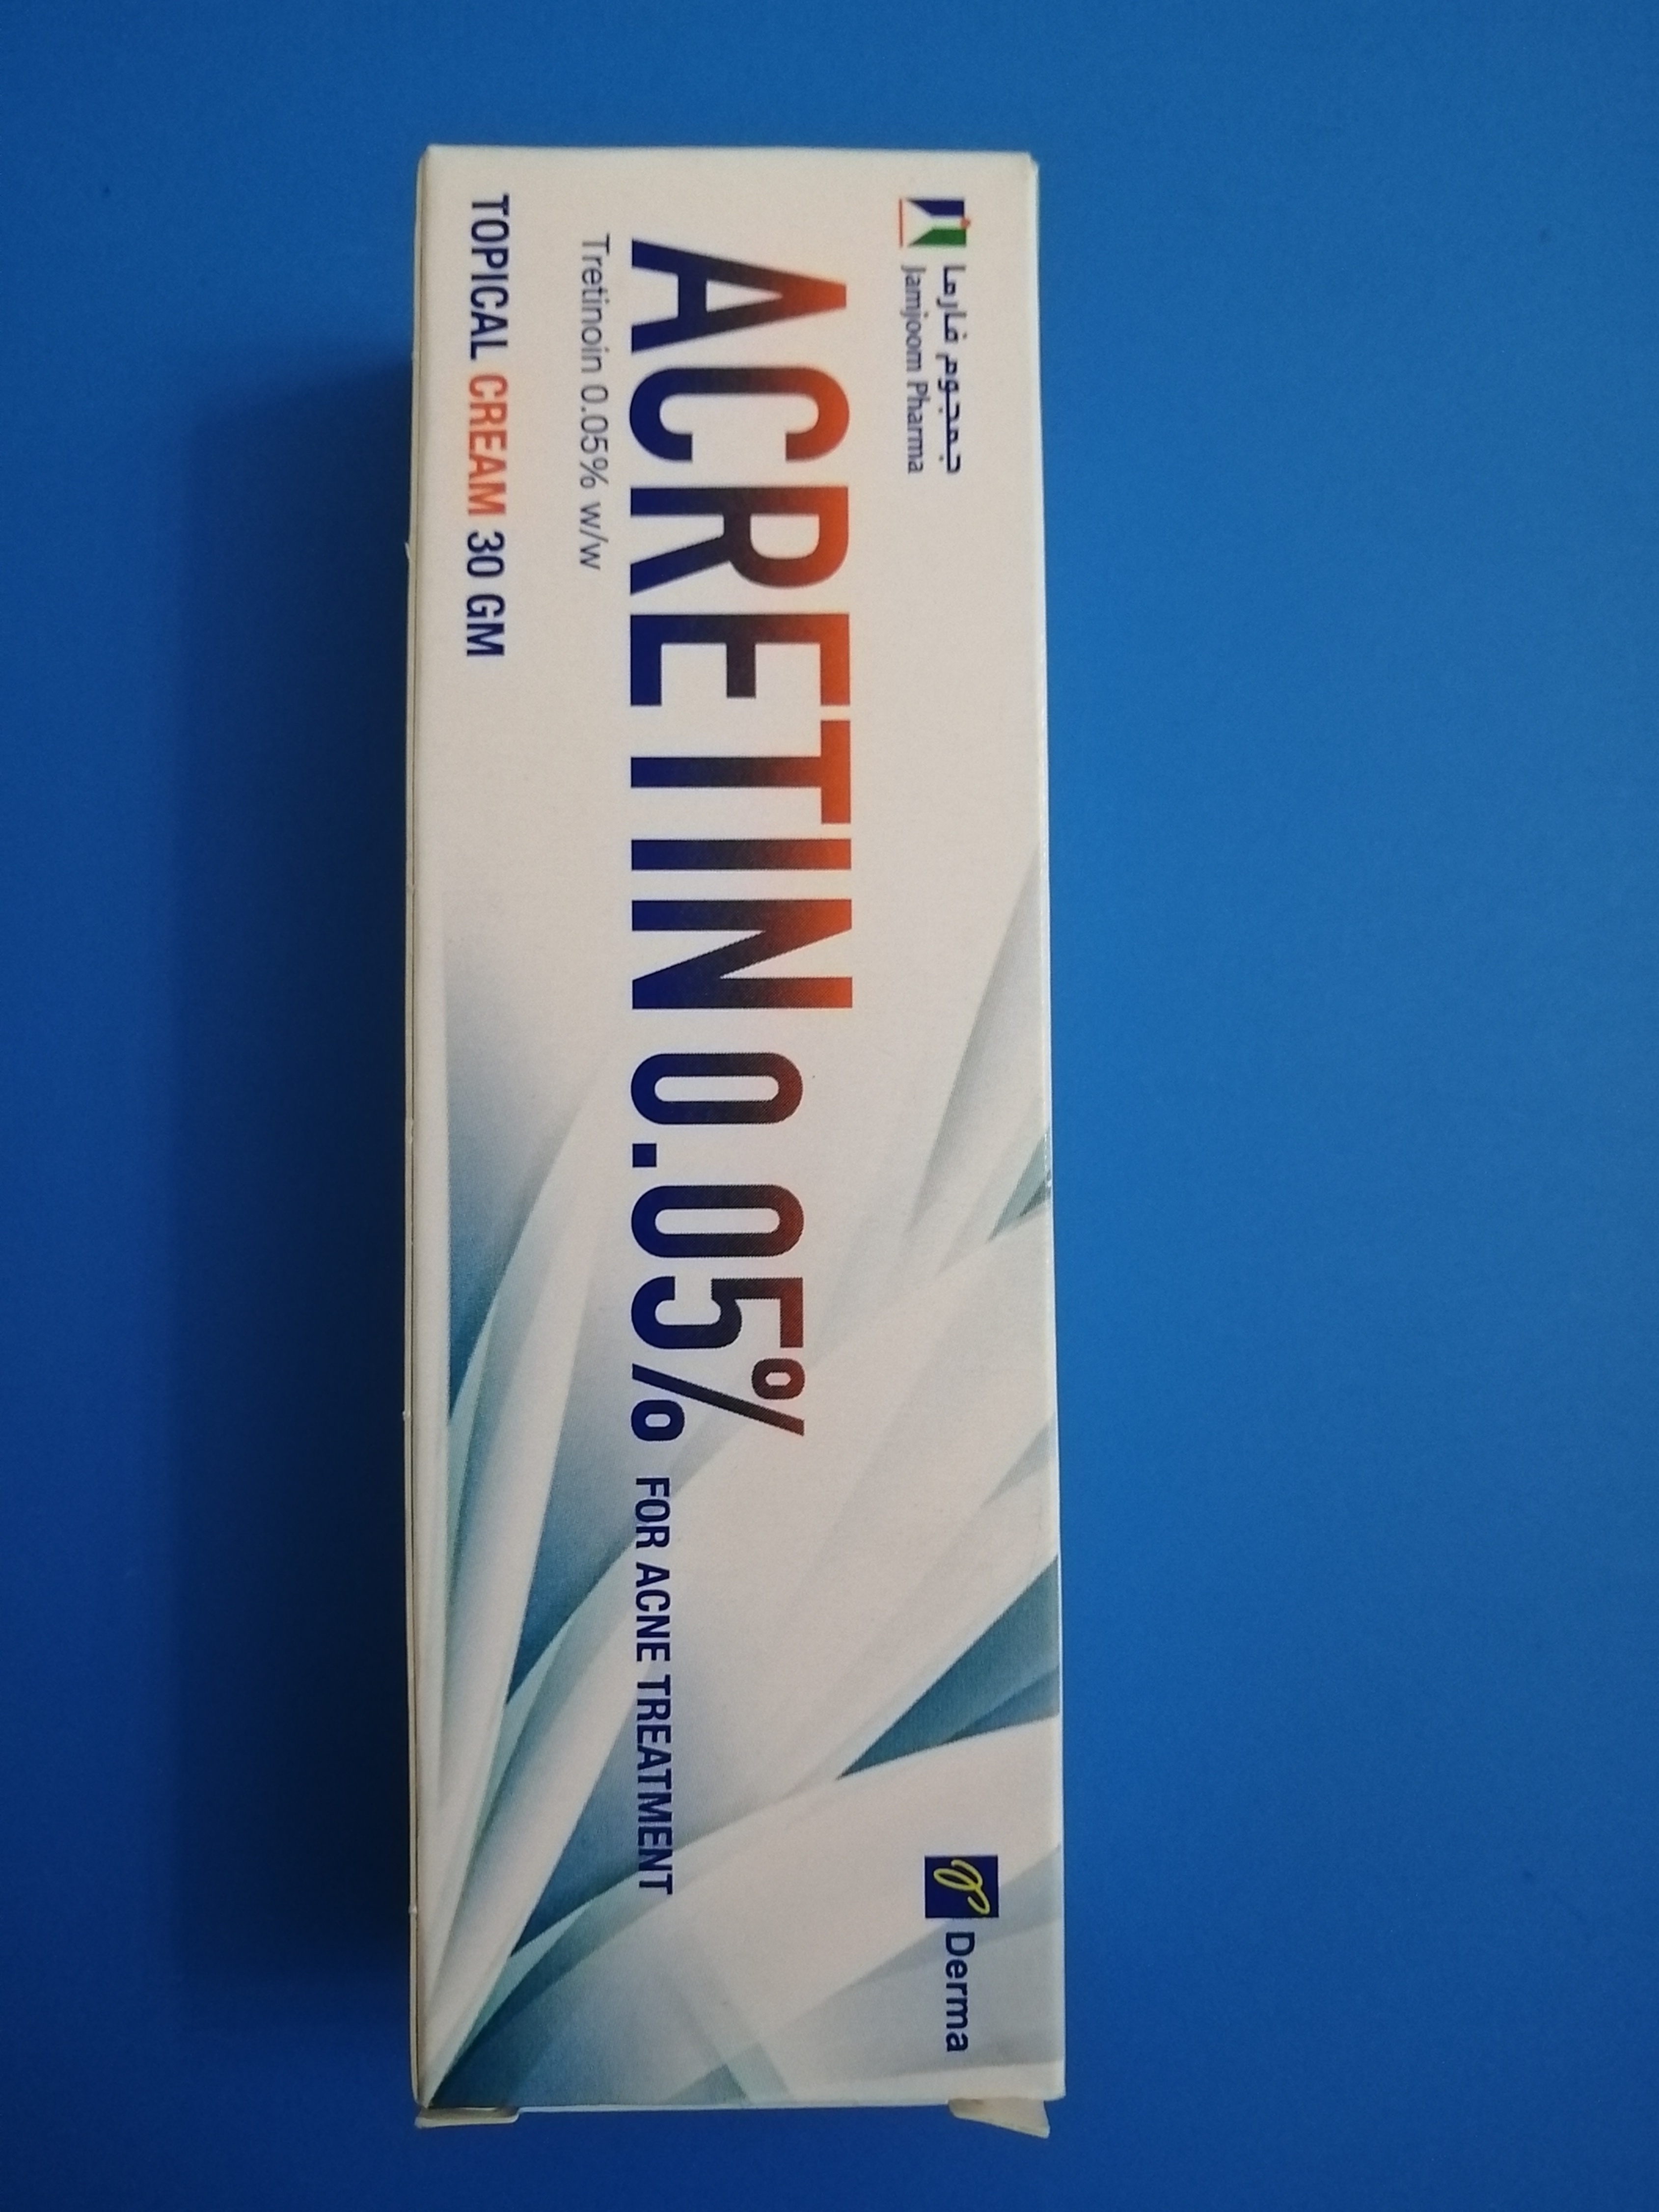 جمجوم فارما
Jamjoom Pharma
Derma
ACRETIN 0.05% FOR ACNE TREATMENT
Tretinoin 0.05% w/w
TOPICAL CREAM 30 GM